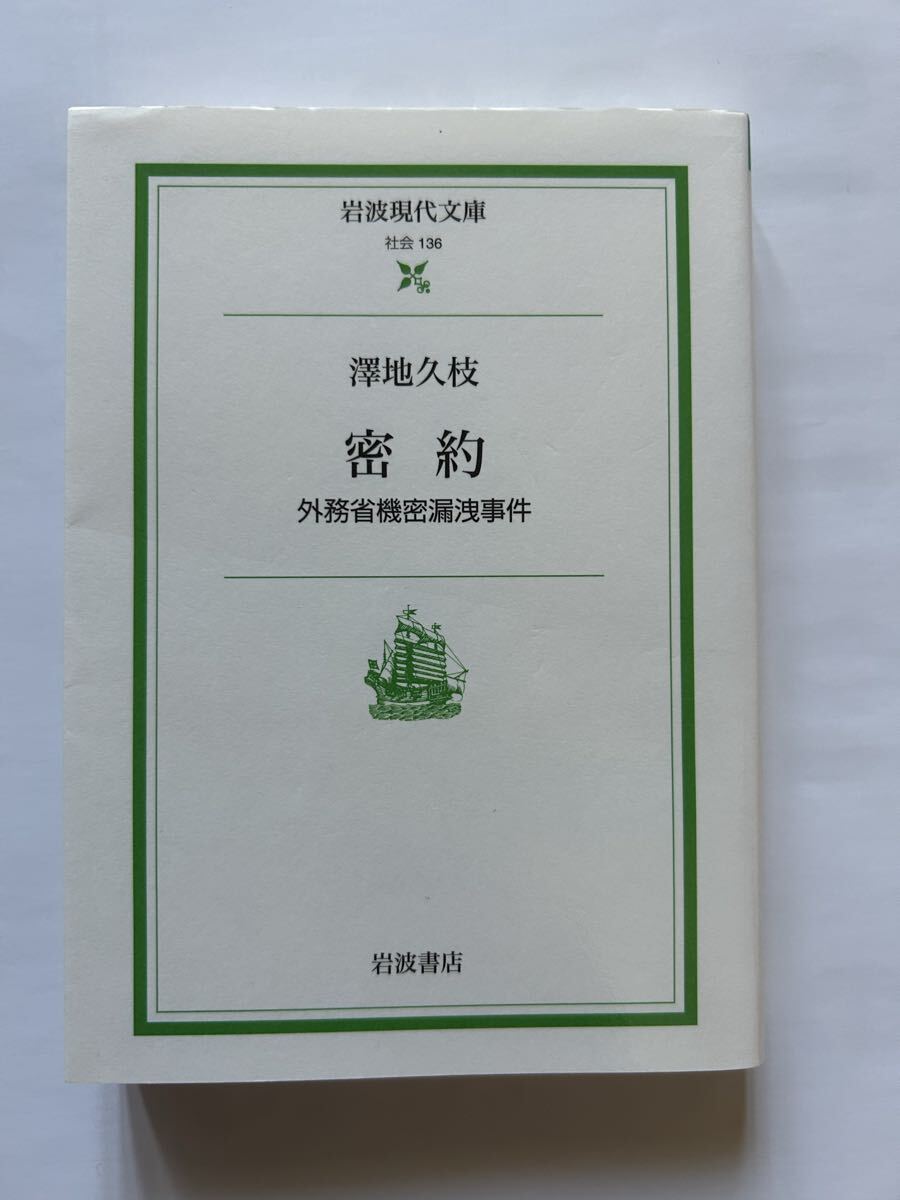 岩波現代文庫
社会 136
澤地久枝
密約
外務省機密漏洩事件
岩波書店